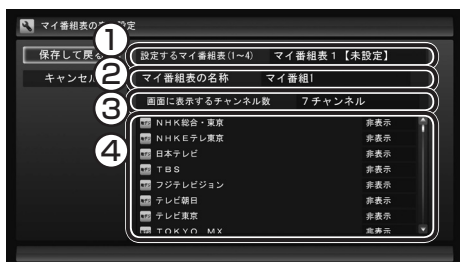 マイ番組表の 設定
保存して戻
キャンセル
① 設定するマイ番組表(1~4) マイ番組表1【未設定】
② マイ番組表の名称 マイ番組1
③ 画面に表示するチャンネル数 7チャンネル
④
NHK総合・東京 非表示
NHKEテレ東京 非表示
日本テレビ 非表示
TBS 非表示
フジテレビジョン 非表示
テレビ朝日 非表示
テレビ東京 非表示
TOKYO MX 非表示